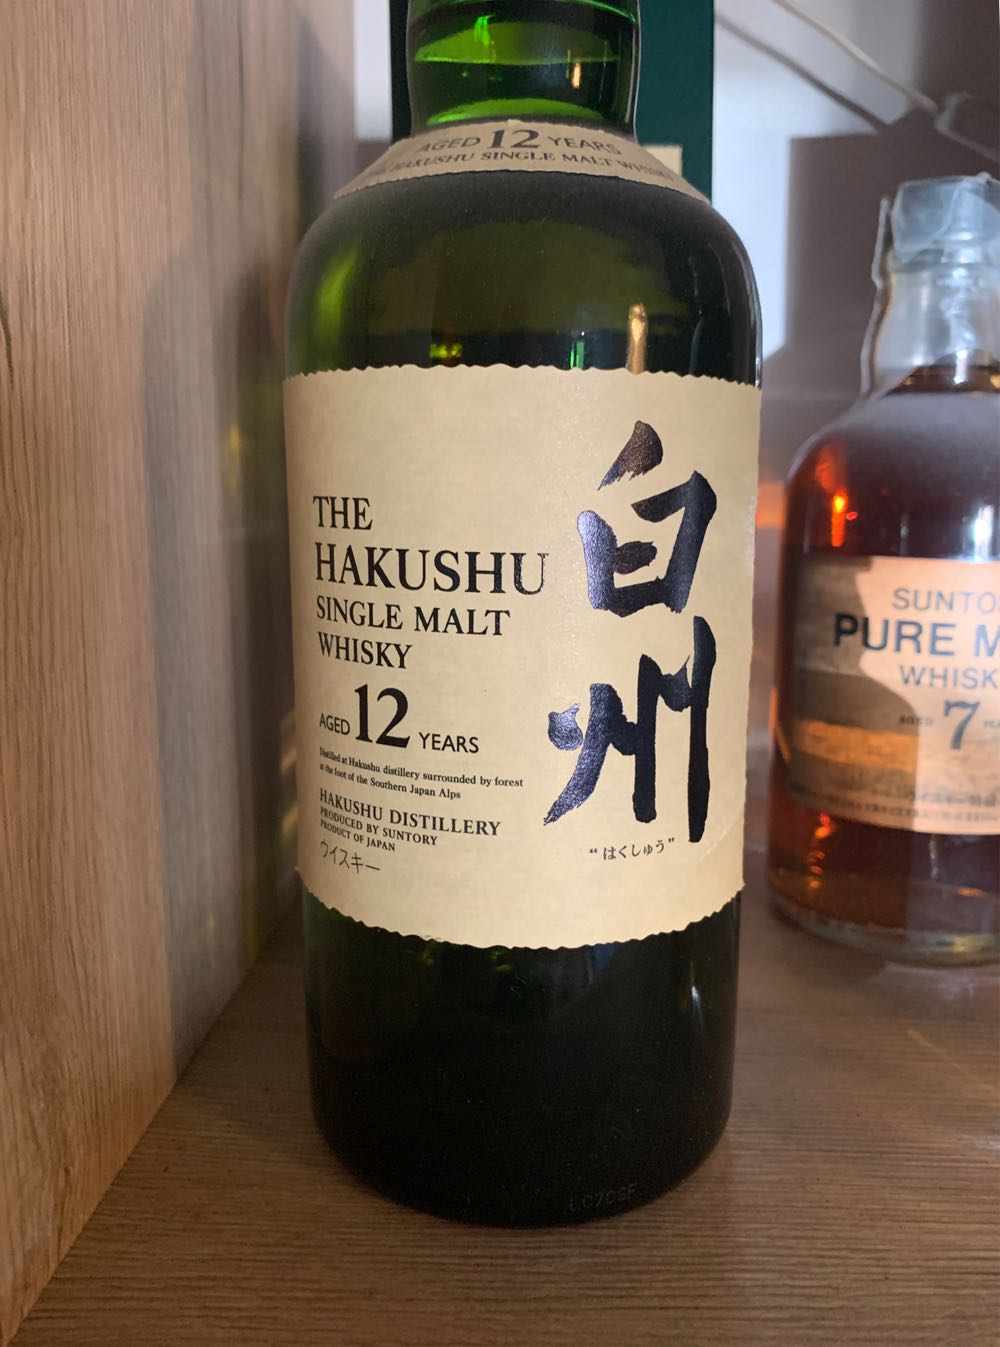 AGED 12 YEARS
HAKUSHU SINGLE MALT
THE
HAKUSHU
SINGLE MALT
WHISKY
AGED 12 YEARS
Distilled at Hakushu distillery surrounded by forest
at the foot of the Southern Japan Alps
HAKUSHU DISTILLERY
PRODUCED BY SUNTORY
PRODUCT OF JAPAN
ウイスキー
白州
“はくしゅう”
SUNTO
PURE M
WHISK
AGED 7